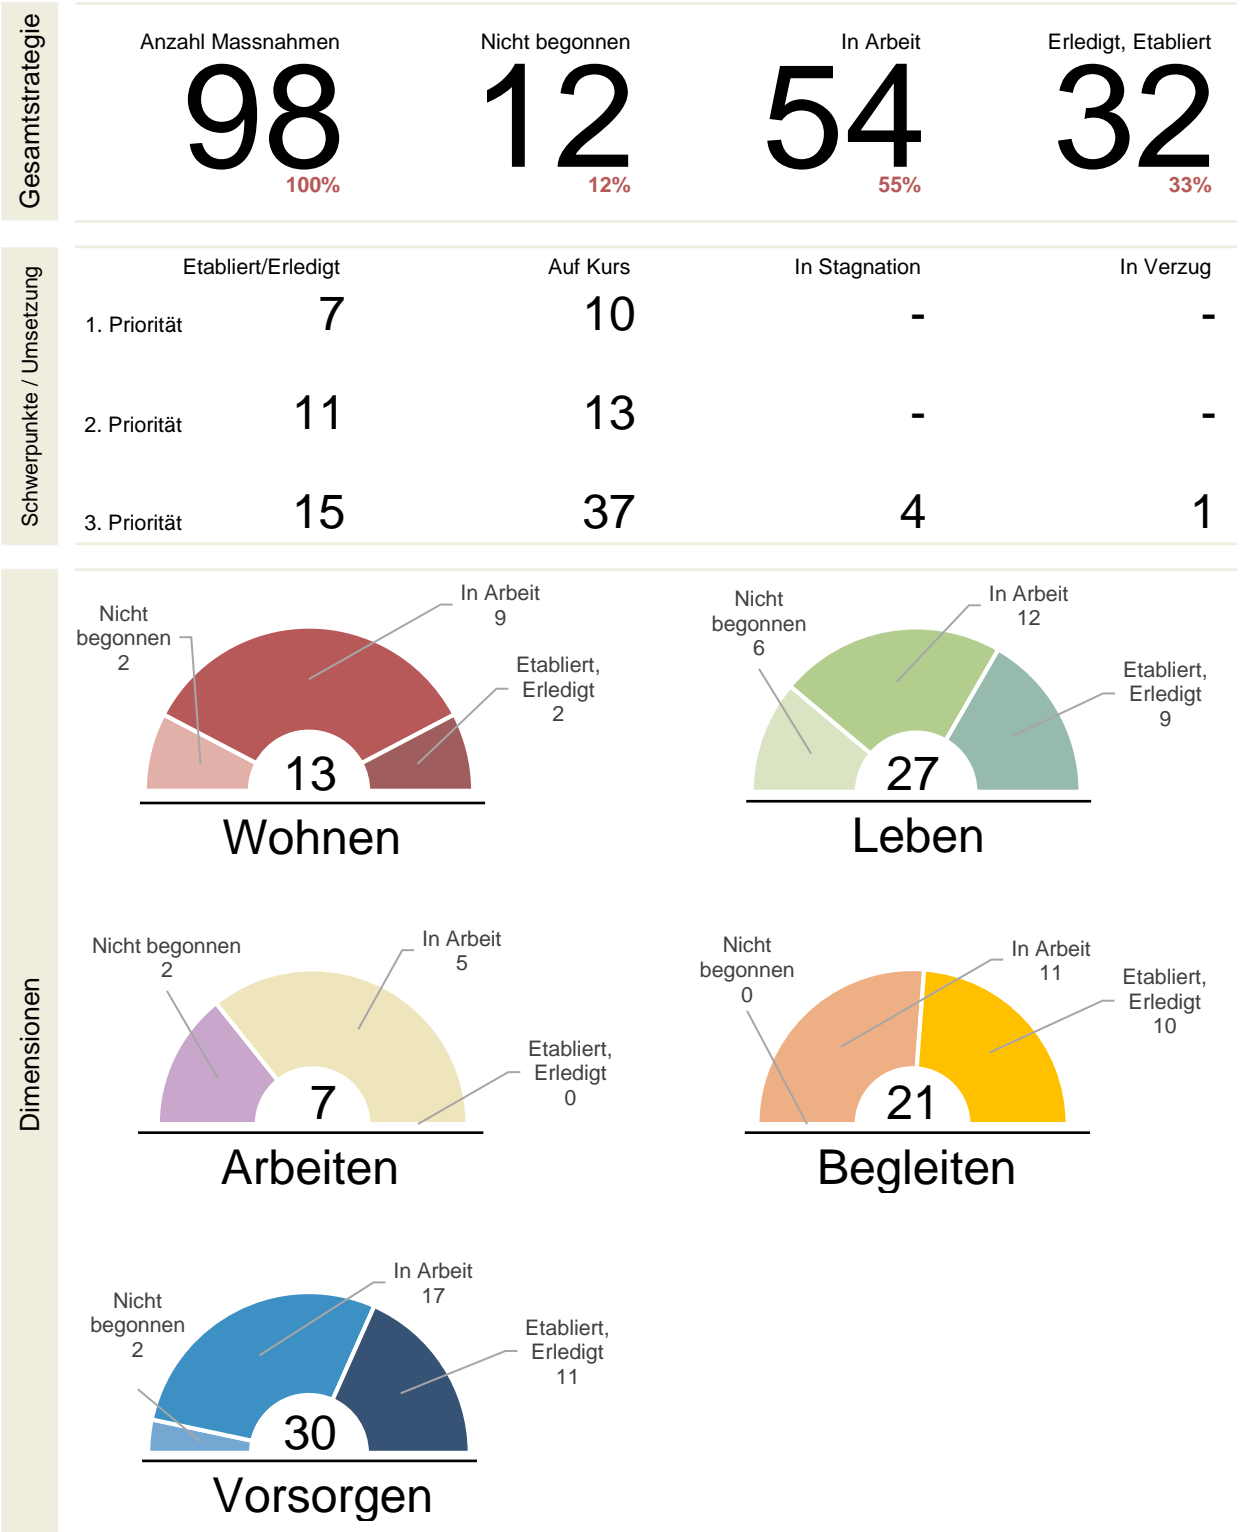 Gesamtstrategie
Anzahl Massnahmen
98
100%
Nicht begonnen
12
12%
In Arbeit
54
55%
Erledigt, Etabliert
32
33%
Schwerpunkte / Umsetzung
Etabliert/Erledigt Auf Kurs In Stagnation In Verzug
1. Priorität 7 10 - -
2. Priorität 11 13 - -
3. Priorität 15 37 4 1
Dimensionen
Nicht
begonnen
2
In Arbeit
9
Etabliert,
Erledigt
2
13
Wohnen
Nicht
begonnen
6
In Arbeit
12
Etabliert,
Erledigt
9
27
Leben
Nicht begonnen
2
In Arbeit
5
Etabliert,
Erledigt
0
7
Arbeiten
Nicht
begonnen
0
In Arbeit
11
Etabliert,
Erledigt
10
21
Begleiten
Nicht
begonnen
2
In Arbeit
17
Etabliert,
Erledigt
11
30
Vorsorgen